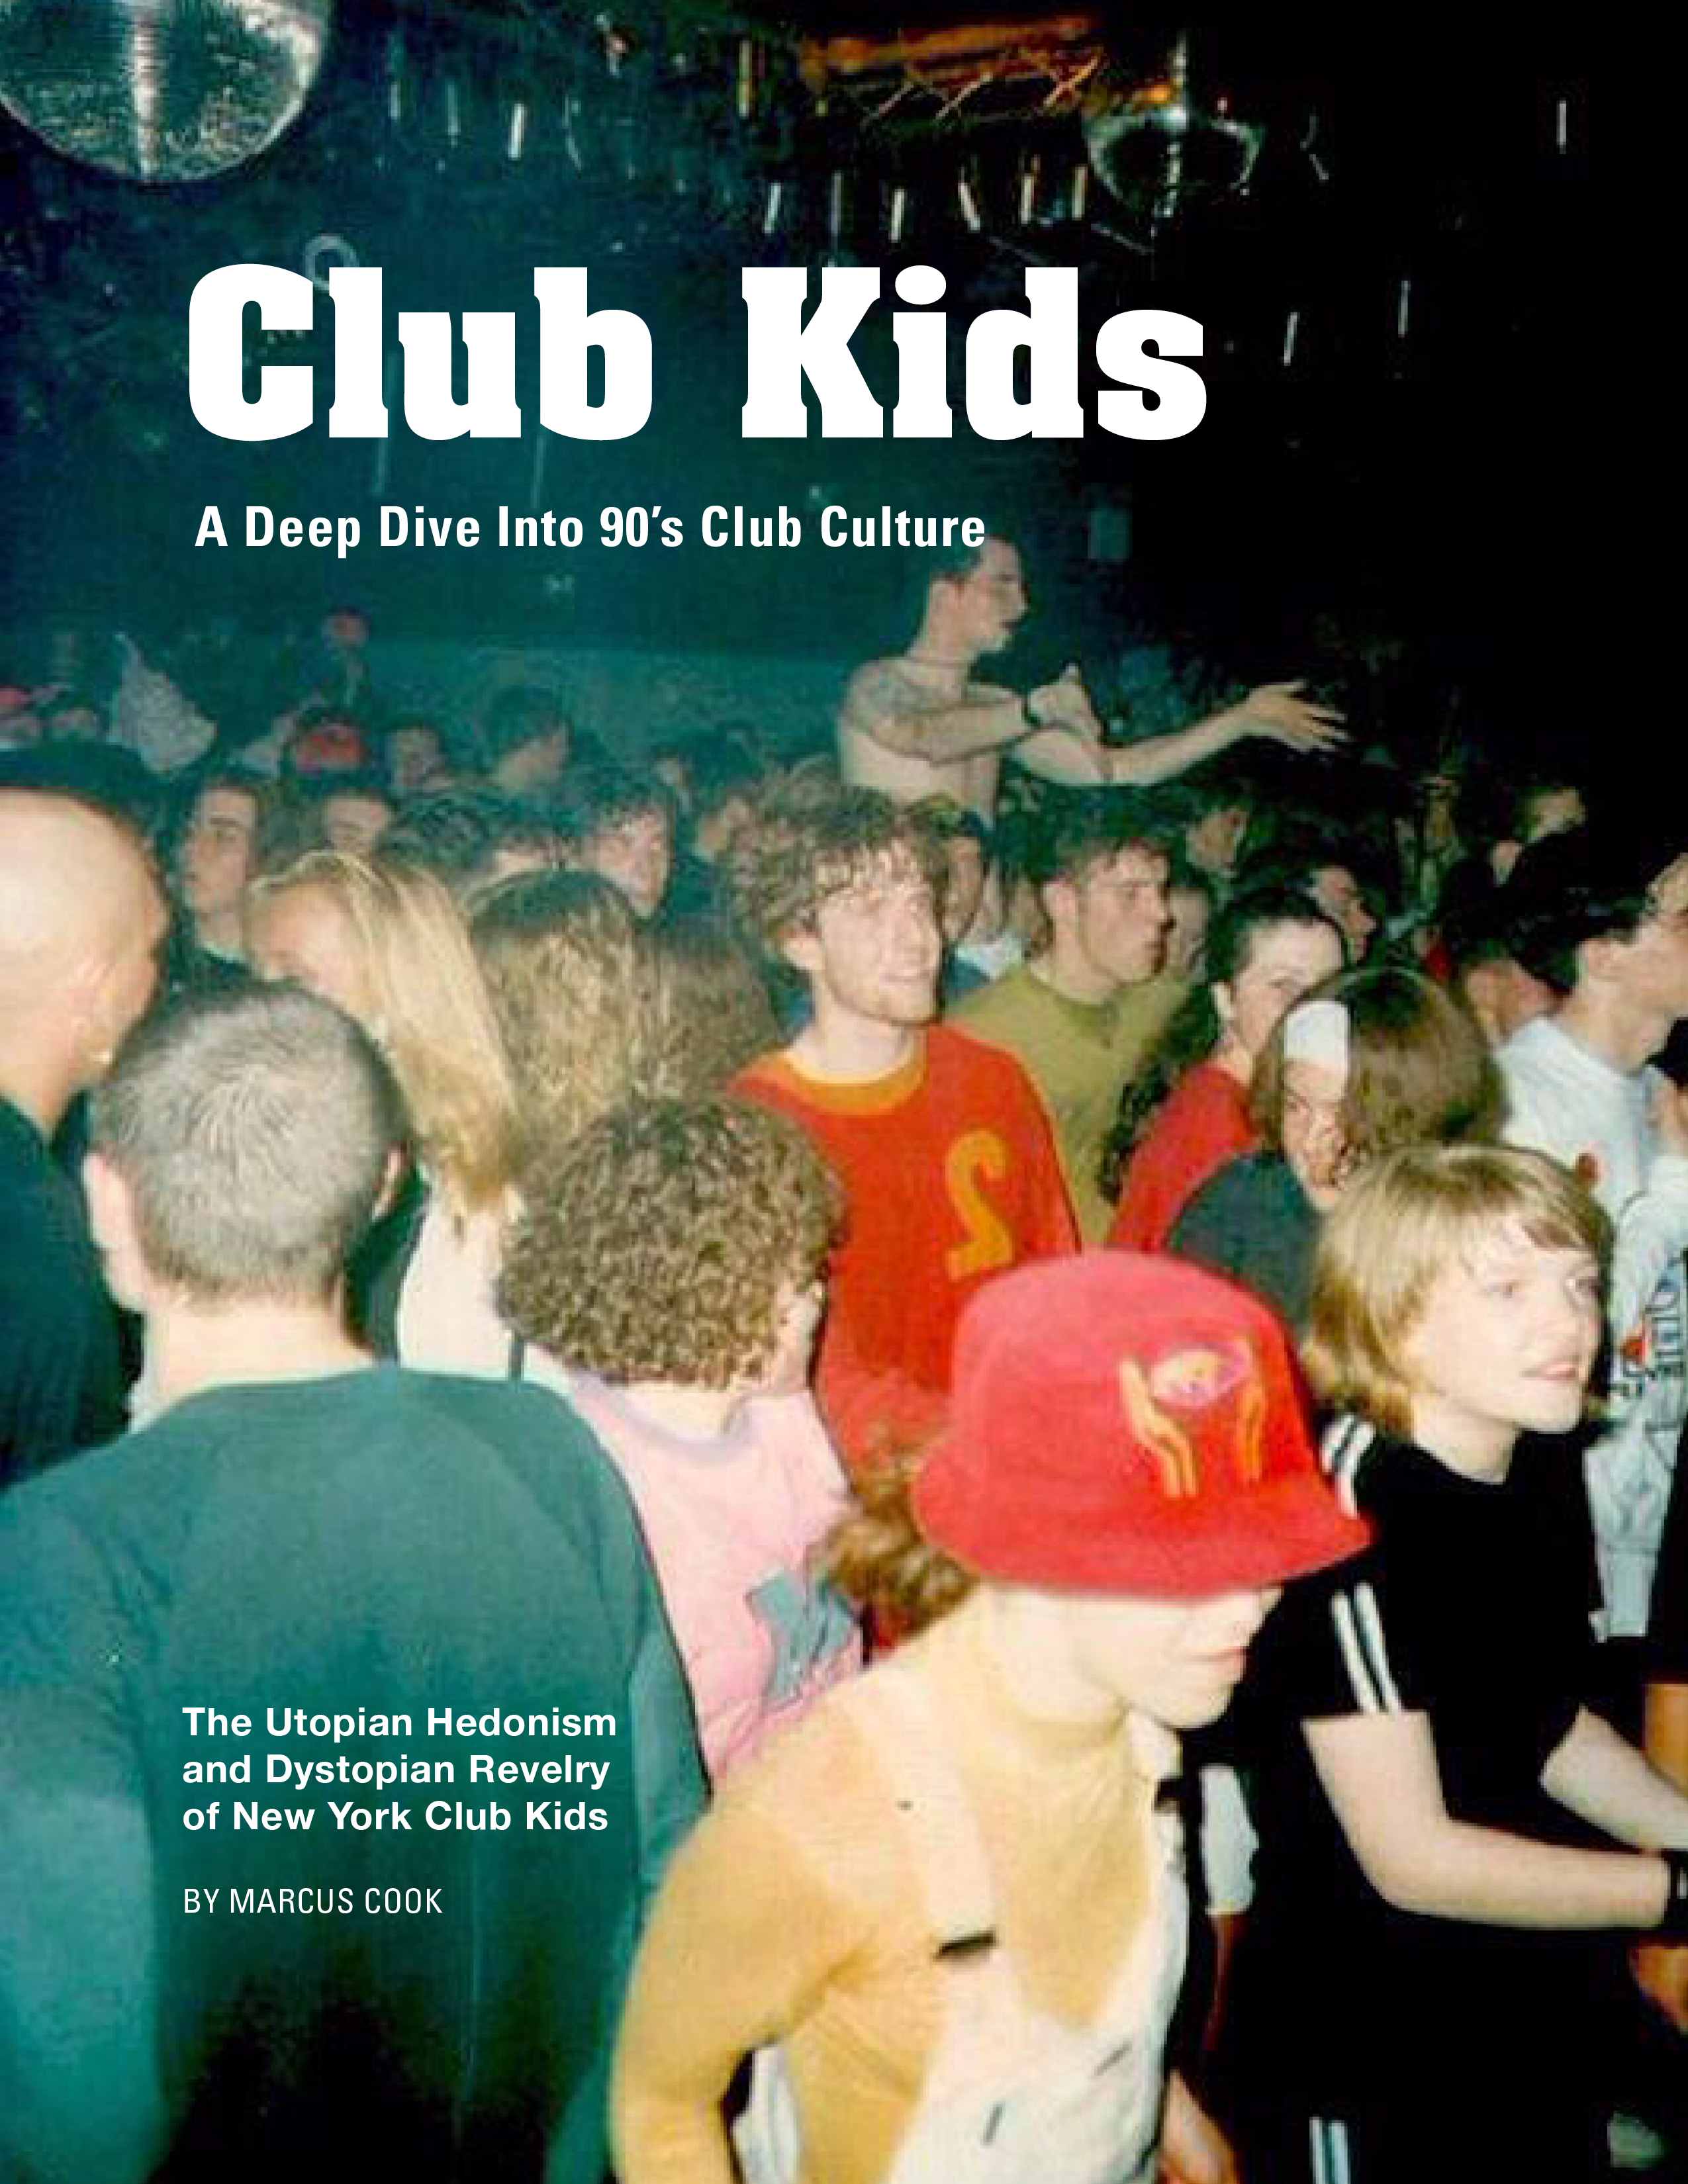 Club Kids
A Deep Dive Into 90’s Club Culture
The Utopian Hedonism
and Dystopian Revelry
of New York Club Kids
BY MARCUS COOK